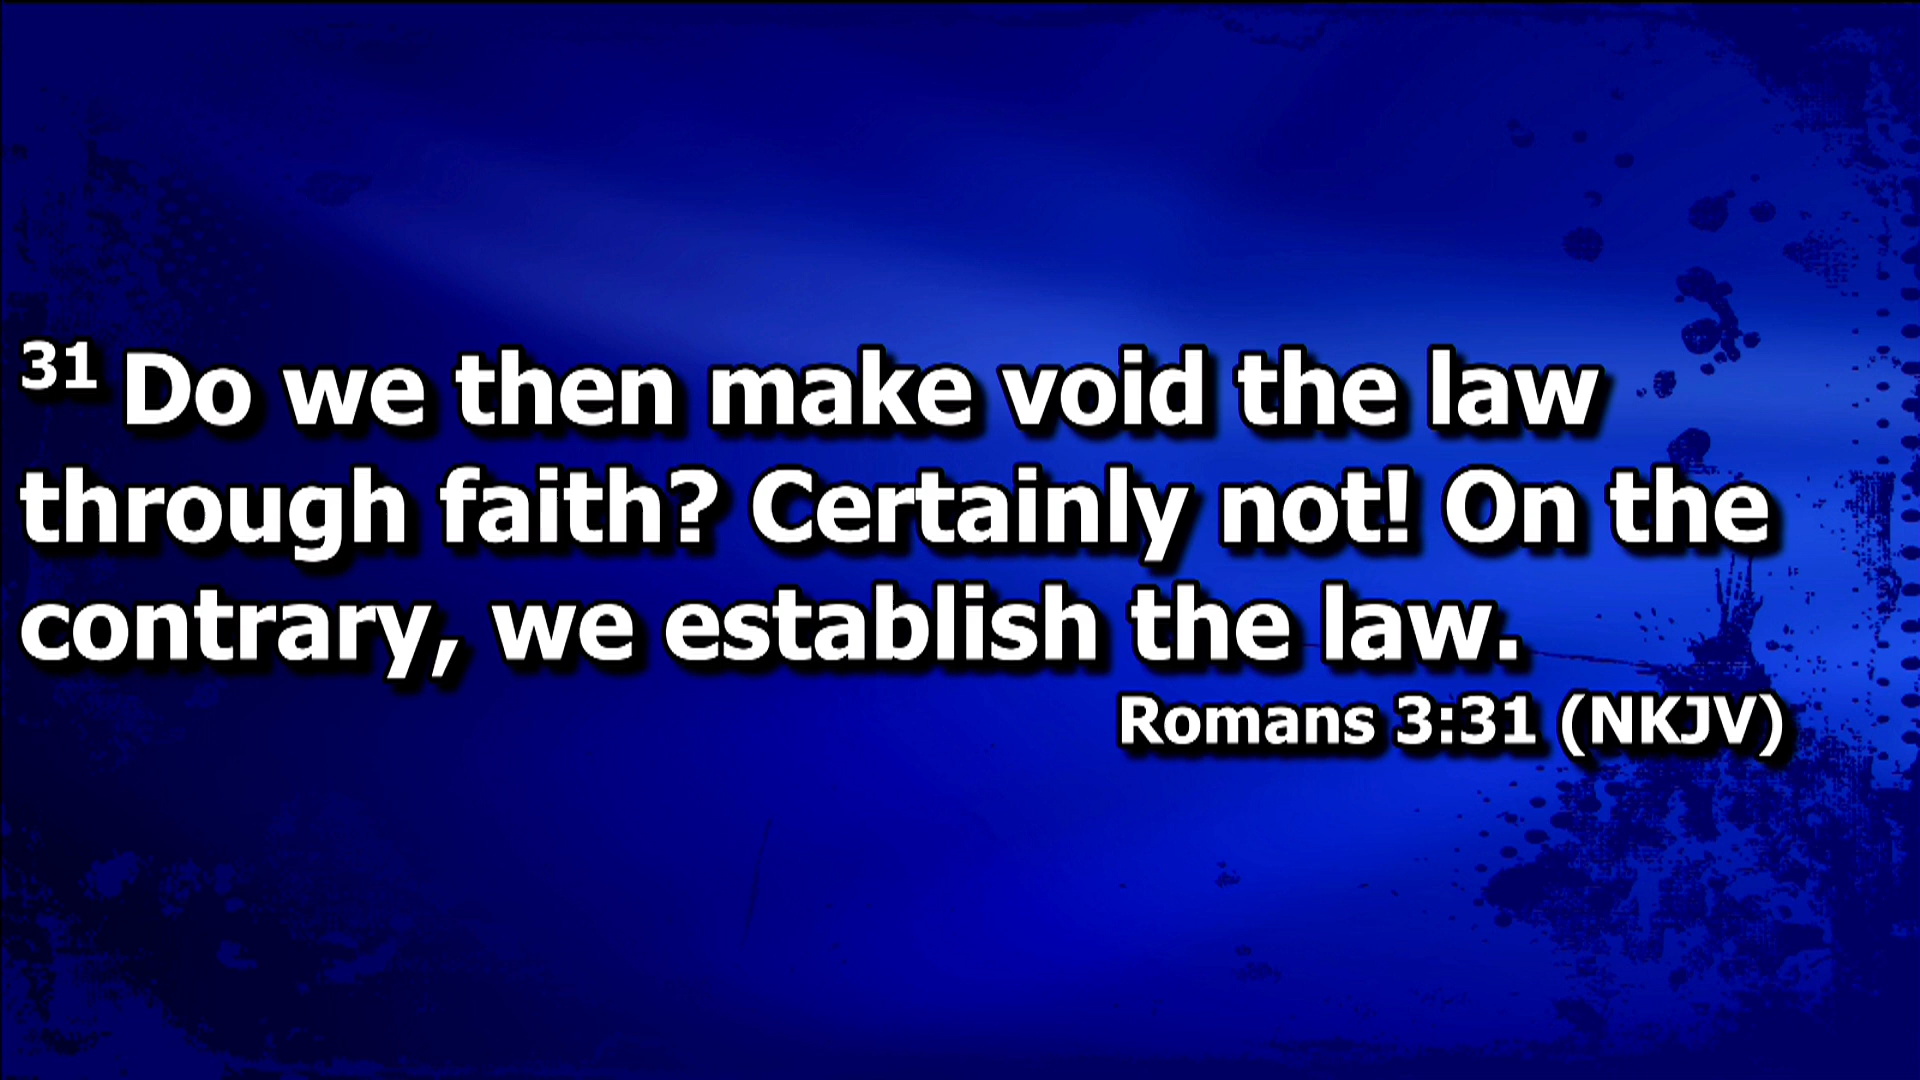 31 Do we then make void the law
through faith? Certainly not! On the
contrary, we establish the law.
Romans 3:31 (NKJV)